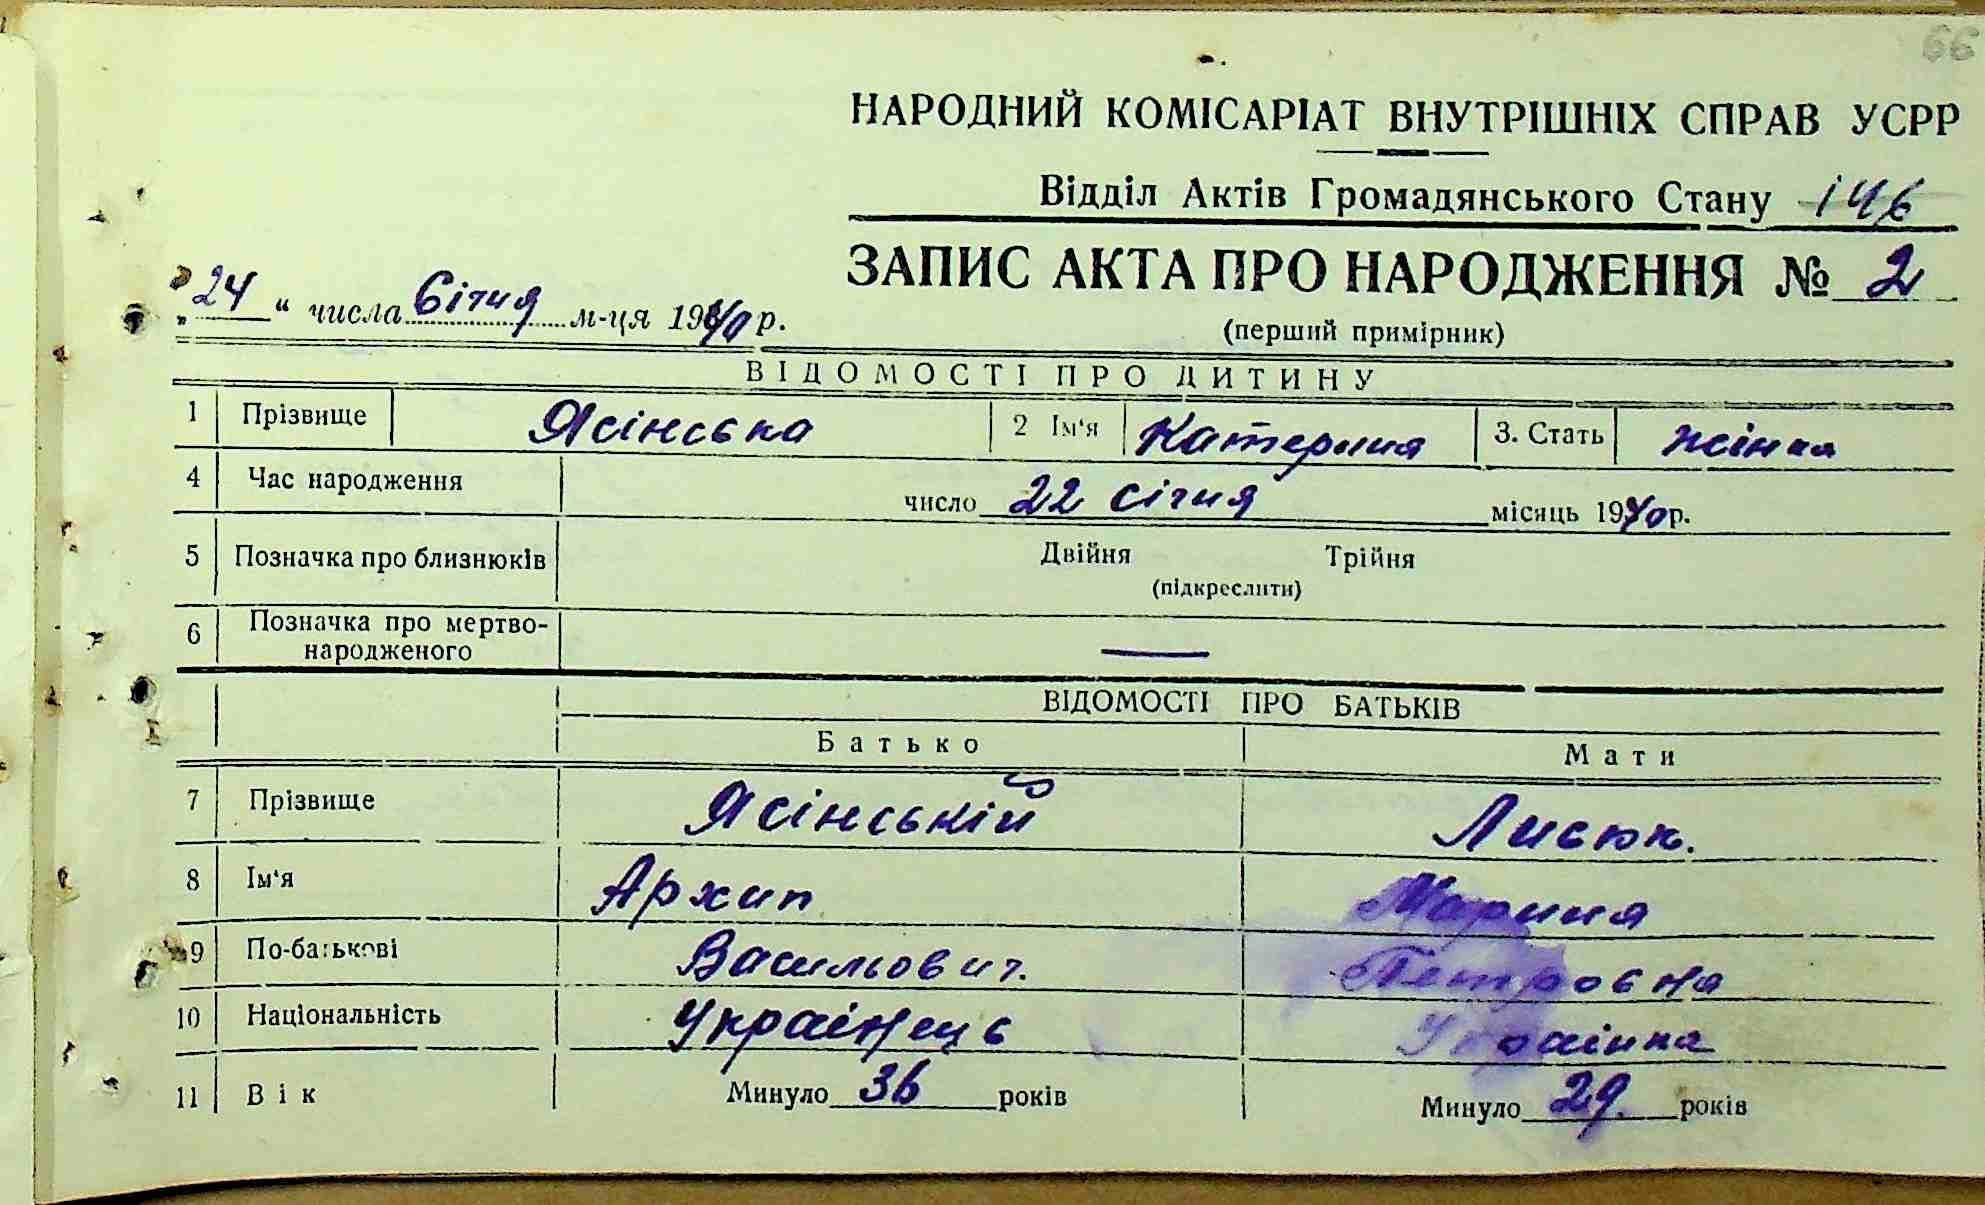 66
НАРОДНИЙ КОМІСАРІАТ ВНУТРІШНІХ СПРАВ УСРР
Відділ Актів Громадянського Стану 146
ЗАПИС АКТА ПРО НАРОДЖЕННЯ № 2
„24“ числа Січня м-ця 1940 р.
(перший примірник)
ВІДОМОСТІ ПРО ДИТИНУ
1 Прізвище Ясінська 2 Ім‘я Катерина 3. Стать жінка
4 Час народження число 22 Січня місяць 1940 р.
5 Позначка про близнюків Двійня Трійня
(підкреслити)
6 Позначка про мертво-
народженого —
ВІДОМОСТІ ПРО БАТЬКІВ
Батько Мати
7 Прізвище Ясінській Лисюк.
8 Ім‘я Архип Марина
9 По-батькові Васильович. Петровна
10 Національність Українець Українка
11 Вік Минуло 36 років Минуло 29. років